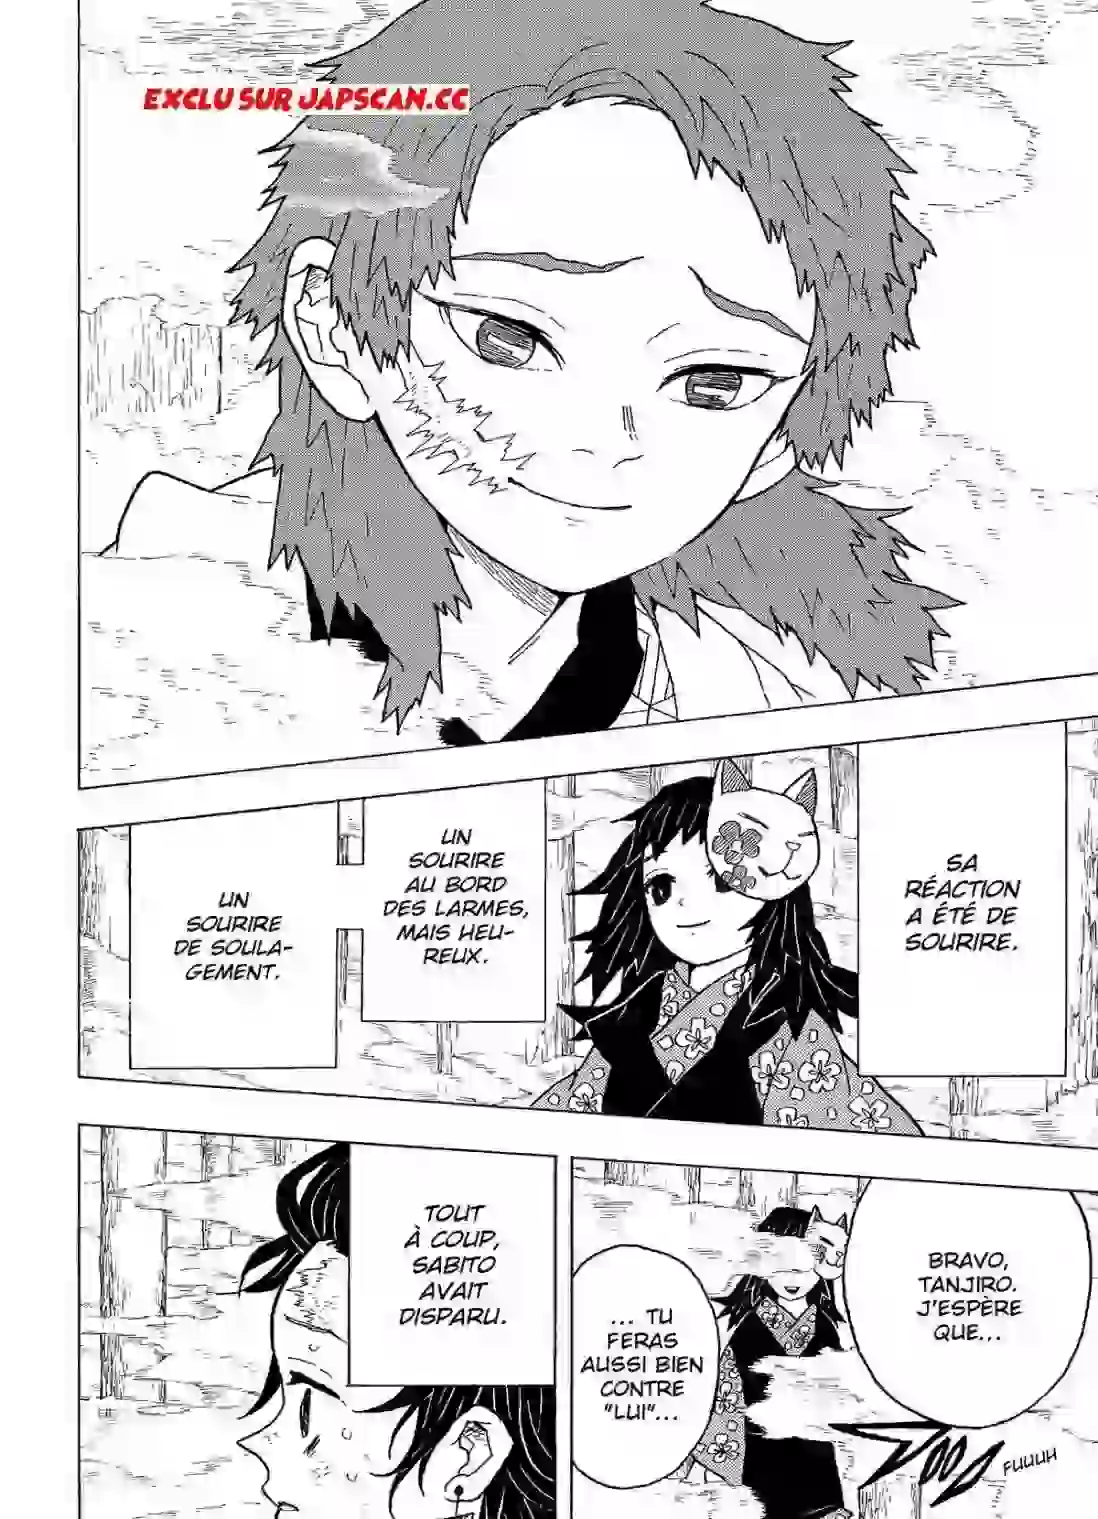 EXCLU SUR JAPSCAN.CC
SA
RÉACTION
A ÉTÉ DE
SOURIRE.
UN
SOURIRE
AU BORD
DES LARMES,
MAIS HEU-
REUX.
UN
SOURIRE
DE SOULA-
GEMENT.
BRAVO,
TANJIRO.
J'ESPÈRE
QUE...
... TU
FERAS
AUSSI BIEN
CONTRE
"LUI"...
FUUUH
TOUT
À COUP,
SABITO
AVAIT
DISPARU.